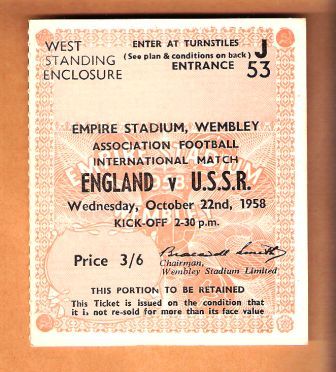 WEST
STANDING
ENCLOSURE
ENTER AT TURNSTILES
(See plan & conditions on back)
ENTRANCE
J
53
EMPIRE STADIUM, WEMBLEY
ASSOCIATION FOOTBALL
INTERNATIONAL MATCH
ENGLAND v U.S.S.R.
Wednesday, October 22nd, 1958
KICK-OFF 2-30 p.m.
Price 3/6
Chairman,
Wembley Stadium Limited
THIS PORTION TO BE RETAINED
This Ticket is issued on the condition that
it is not re-sold for more than its face value